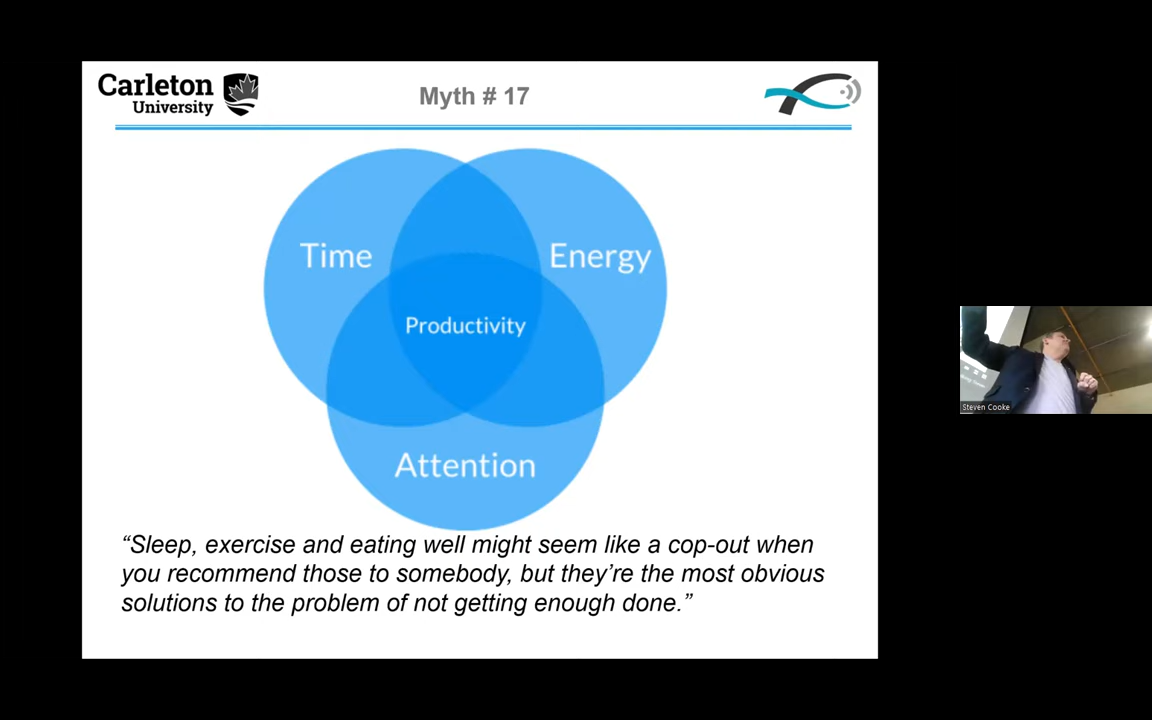 Carleton
University
Myth # 17
Time
Energy
Productivity
Attention
“Sleep, exercise and eating well might seem like a cop-out when
you recommend those to somebody, but they’re the most obvious
solutions to the problem of not getting enough done.”
Steven Cooke